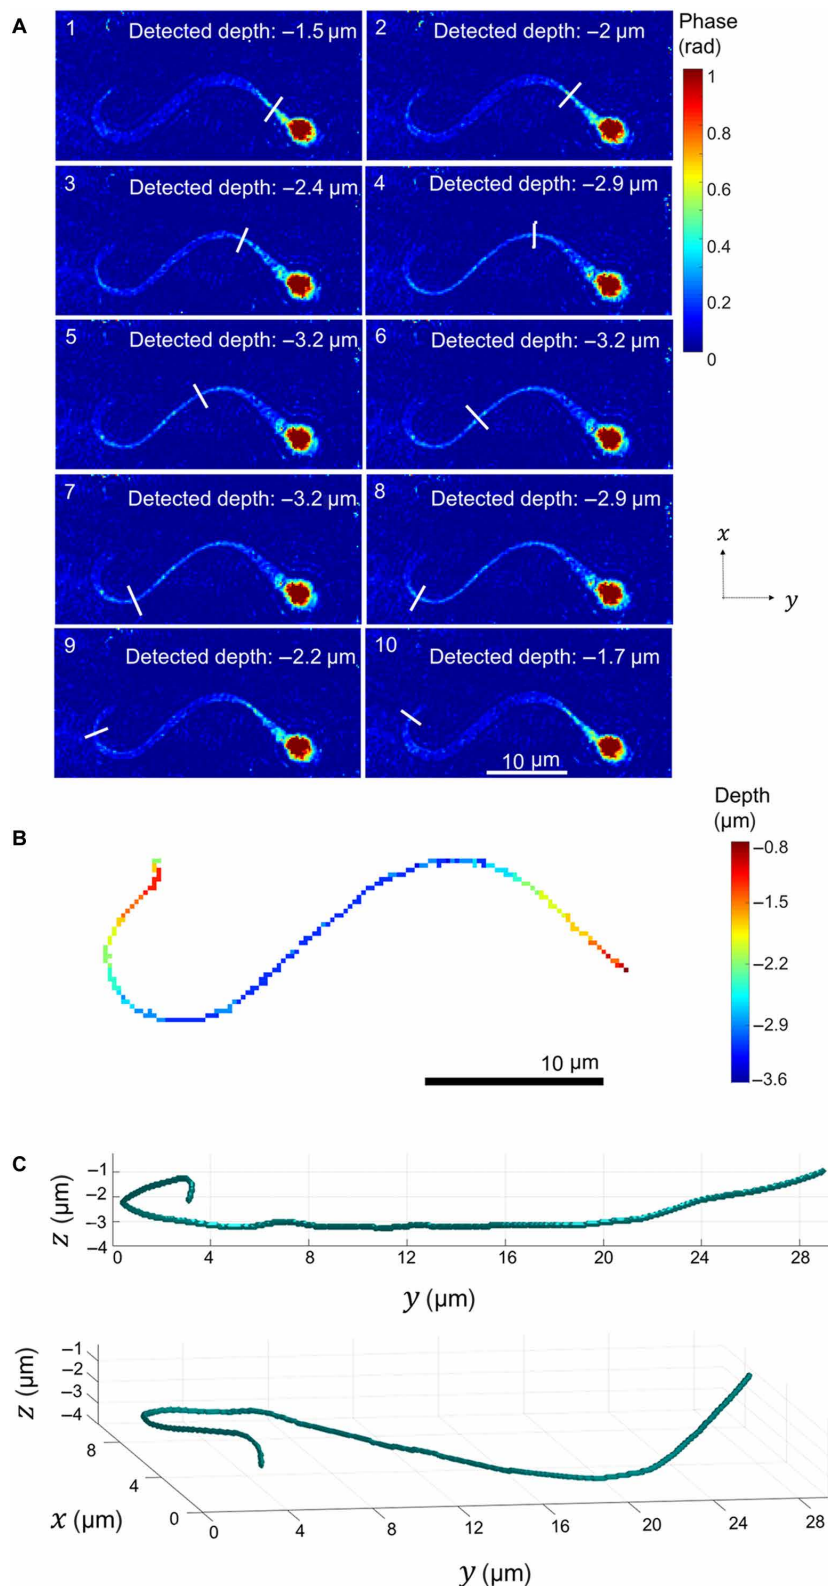 A
1 Detected depth: –1.5 µm
2 Detected depth: –2 µm
Phase
(rad)
1
0.8
0.6
0.4
0.2
0
3 Detected depth: –2.4 µm
4 Detected depth: –2.9 µm
5 Detected depth: –3.2 µm
6 Detected depth: –3.2 µm
7 Detected depth: –3.2 µm
8 Detected depth: –2.9 µm
x
y
9 Detected depth: –2.2 µm
10 Detected depth: –1.7 µm
10 µm
B
Depth
(µm)
–0.8
–1.5
–2.2
–2.9
–3.6
10 µm
C
z (µm)
–1
–2
–3
–4
0 4 8 12 16 20 24 28
y (µm)
z (µm)
–1
–2
–3
–4
8
4
0
x (µm)
0 4 8 12 16 20 24 28
y (µm)